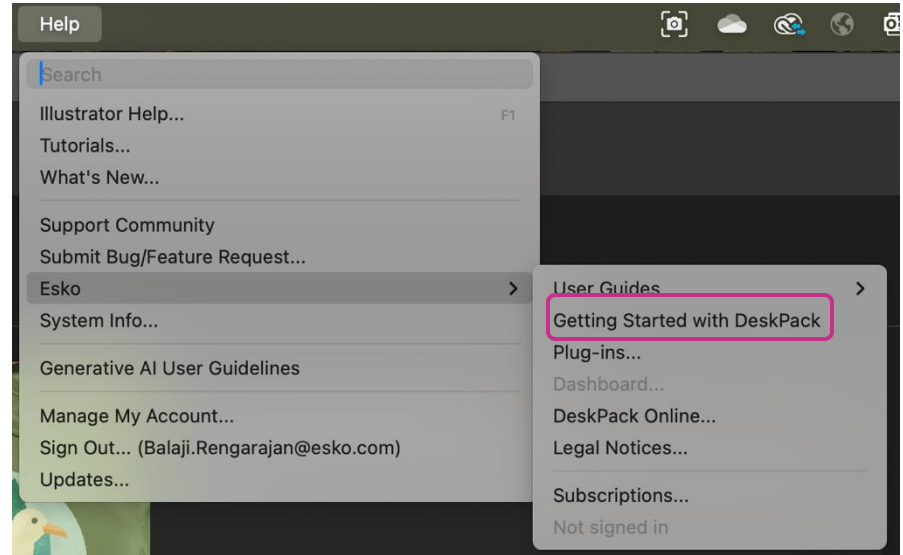 Help
Search
Illustrator Help... F1
Tutorials...
What's New...
Support Community
Submit Bug/Feature Request...
Esko
System Info...
Generative AI User Guidelines
Manage My Account...
Sign Out... (Balaji.Rengarajan@esko.com)
Updates...
User Guides
Getting Started with DeskPack
Plug-ins...
Dashboard...
DeskPack Online...
Legal Notices...
Subscriptions...
Not signed in